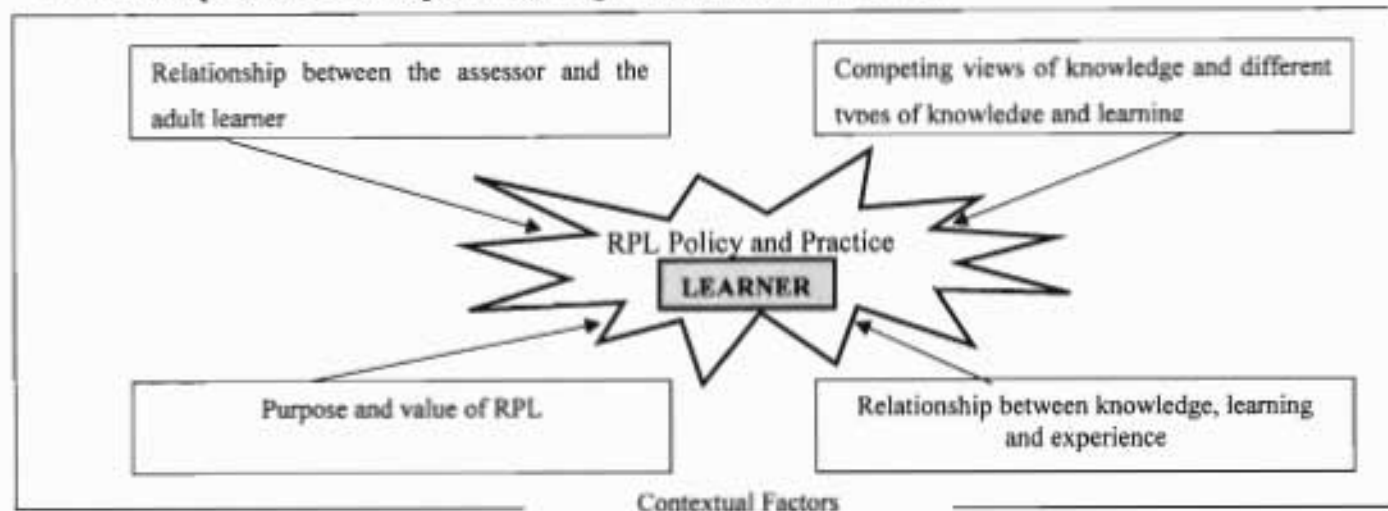 Relationship between the assessor and the
adult learner
Competing views of knowledge and different
types of knowledge and learning
RPL Policy and Practice
LEARNER
Purpose and value of RPL
Relationship between knowledge, learning
and experience
Contextual Factors